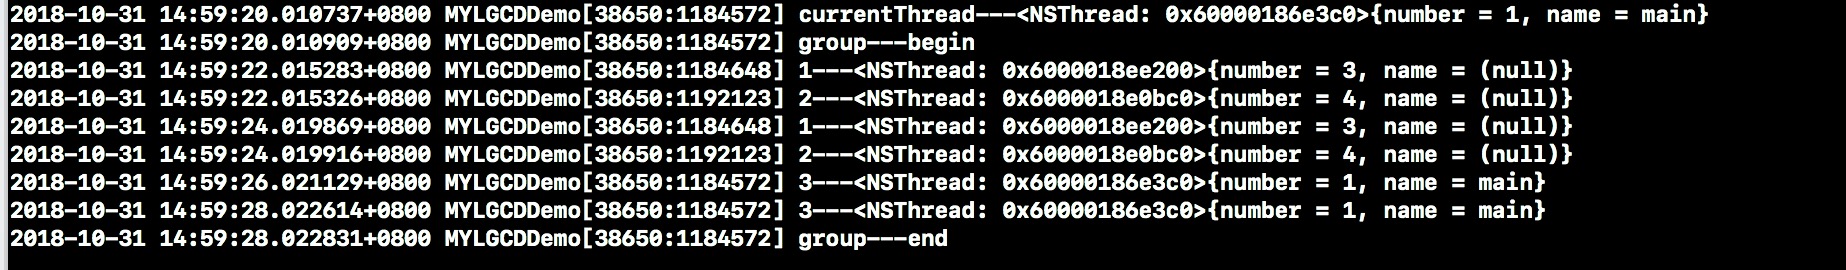 2018-10-31 14:59:20.010737+0800 MYLGCDDemo[38650:1184572] currentThread---<NSThread: 0x60000186e3c0>{number = 1, name = main}
2018-10-31 14:59:20.010909+0800 MYLGCDDemo[38650:1184572] group---begin
2018-10-31 14:59:22.015283+0800 MYLGCDDemo[38650:1184648] 1---<NSThread: 0x6000018ee200>{number = 3, name = (null)}
2018-10-31 14:59:22.015326+0800 MYLGCDDemo[38650:1192123] 2---<NSThread: 0x6000018e0bc0>{number = 4, name = (null)}
2018-10-31 14:59:24.019869+0800 MYLGCDDemo[38650:1184648] 1---<NSThread: 0x6000018ee200>{number = 3, name = (null)}
2018-10-31 14:59:24.019916+0800 MYLGCDDemo[38650:1192123] 2---<NSThread: 0x6000018e0bc0>{number = 4, name = (null)}
2018-10-31 14:59:26.021129+0800 MYLGCDDemo[38650:1184572] 3---<NSThread: 0x60000186e3c0>{number = 1, name = main}
2018-10-31 14:59:28.022614+0800 MYLGCDDemo[38650:1184572] 3---<NSThread: 0x60000186e3c0>{number = 1, name = main}
2018-10-31 14:59:28.022831+0800 MYLGCDDemo[38650:1184572] group---end